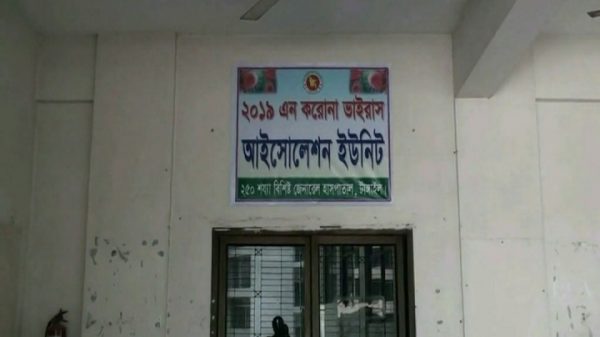 ২০১৯ এন করোনা ভাইরাস
আইসোলেশন ইউনিট
২৫০ শয্যা বিশিষ্ট জেনারেল হাসপাতাল, টাঙ্গাইল।